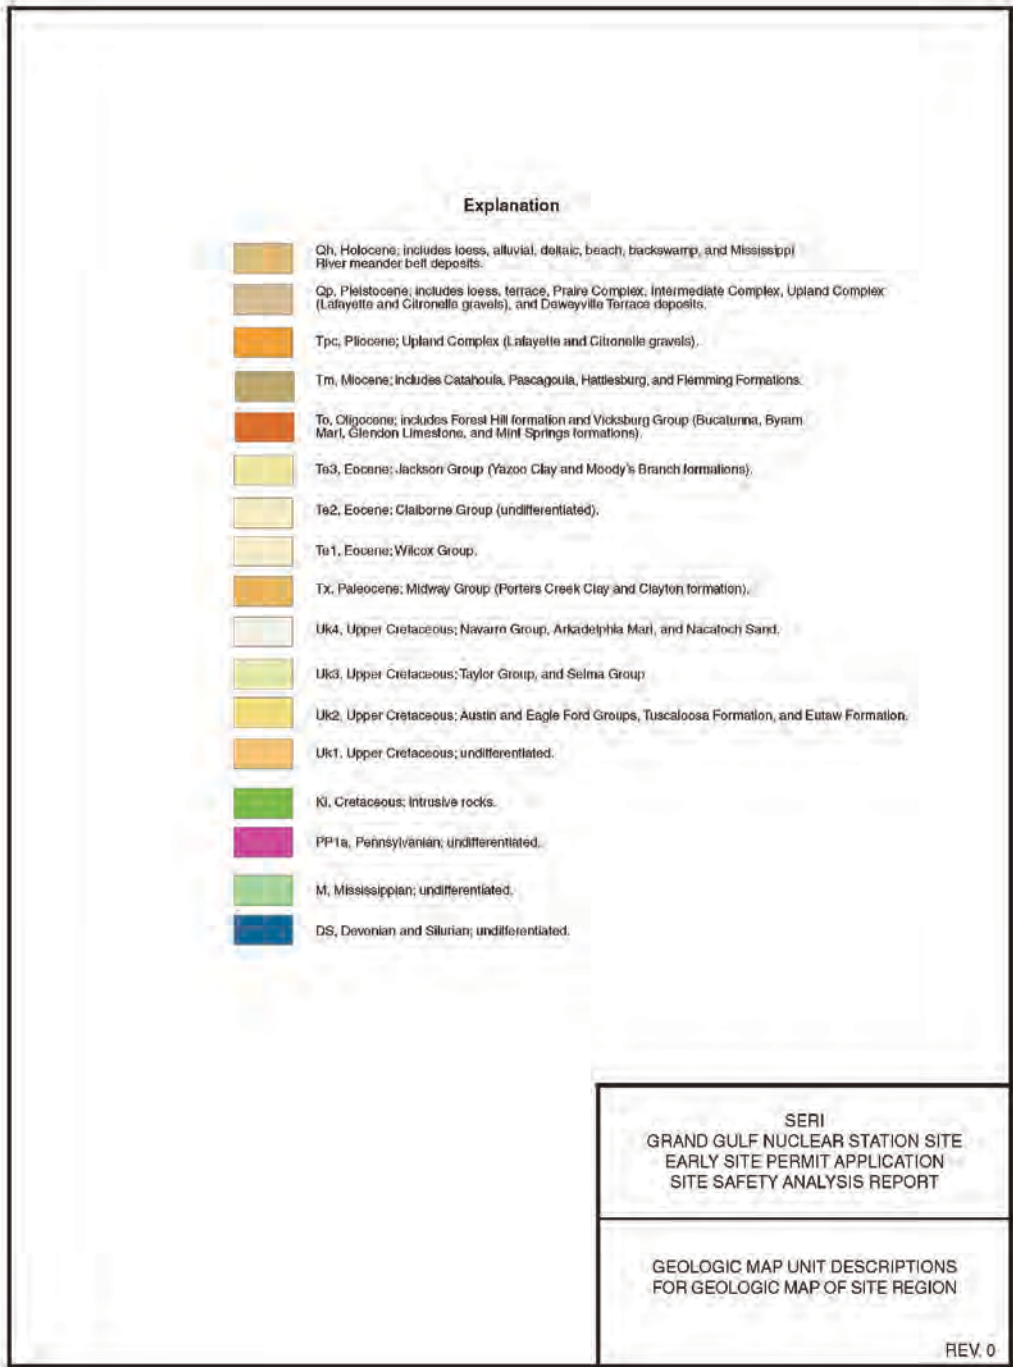 Explanation
Qh, Holocene; includes loess, alluvial, deltaic, beach, backswamp, and Mississippi
River meander belt deposits.
Qp, Pleistocene; includes loess, terrace, Praire Complex, Intermediate Complex, Upland Complex
(Lafayette and Citronelle gravels), and Deweyville Terrace deposits.
Tpc, Pliocene; Upland Complex (Lafayette and Citronelle gravels).
Tm, Miocene; includes Catahoula, Pascagoula, Hattiesburg, and Flemming Formations.
To, Oligocene; includes Forest Hill formation and Vicksburg Group (Bucatunna, Byram
Marl, Glendon Limestone, and Mint Springs formations).
Te3, Eocene; Jackson Group (Yazoo Clay and Moody's Branch formations).
Te2, Eocene; Claiborne Group (undifferentiated).
Te1, Eocene; Wilcox Group.
Tx, Paleocene; Midway Group (Porters Creek Clay and Clayton formation).
Uk4, Upper Cretaceous; Navarro Group, Arkadelphia Marl, and Nacatoch Sand.
Uk3, Upper Cretaceous; Taylor Group, and Selma Group
Uk2, Upper Cretaceous; Austin and Eagle Ford Groups, Tuscaloosa Formation, and Eutaw Formation.
Uk1, Upper Cretaceous; undifferentiated.
Ki, Cretaceous; intrusive rocks.
PP1a, Pennsylvanian; undifferentiated.
M, Mississippian; undifferentiated.
DS, Devonian and Silurian; undifferentiated.
SERI
GRAND GULF NUCLEAR STATION SITE
EARLY SITE PERMIT APPLICATION
SITE SAFETY ANALYSIS REPORT
GEOLOGIC MAP UNIT DESCRIPTIONS
FOR GEOLOGIC MAP OF SITE REGION
REV. 0